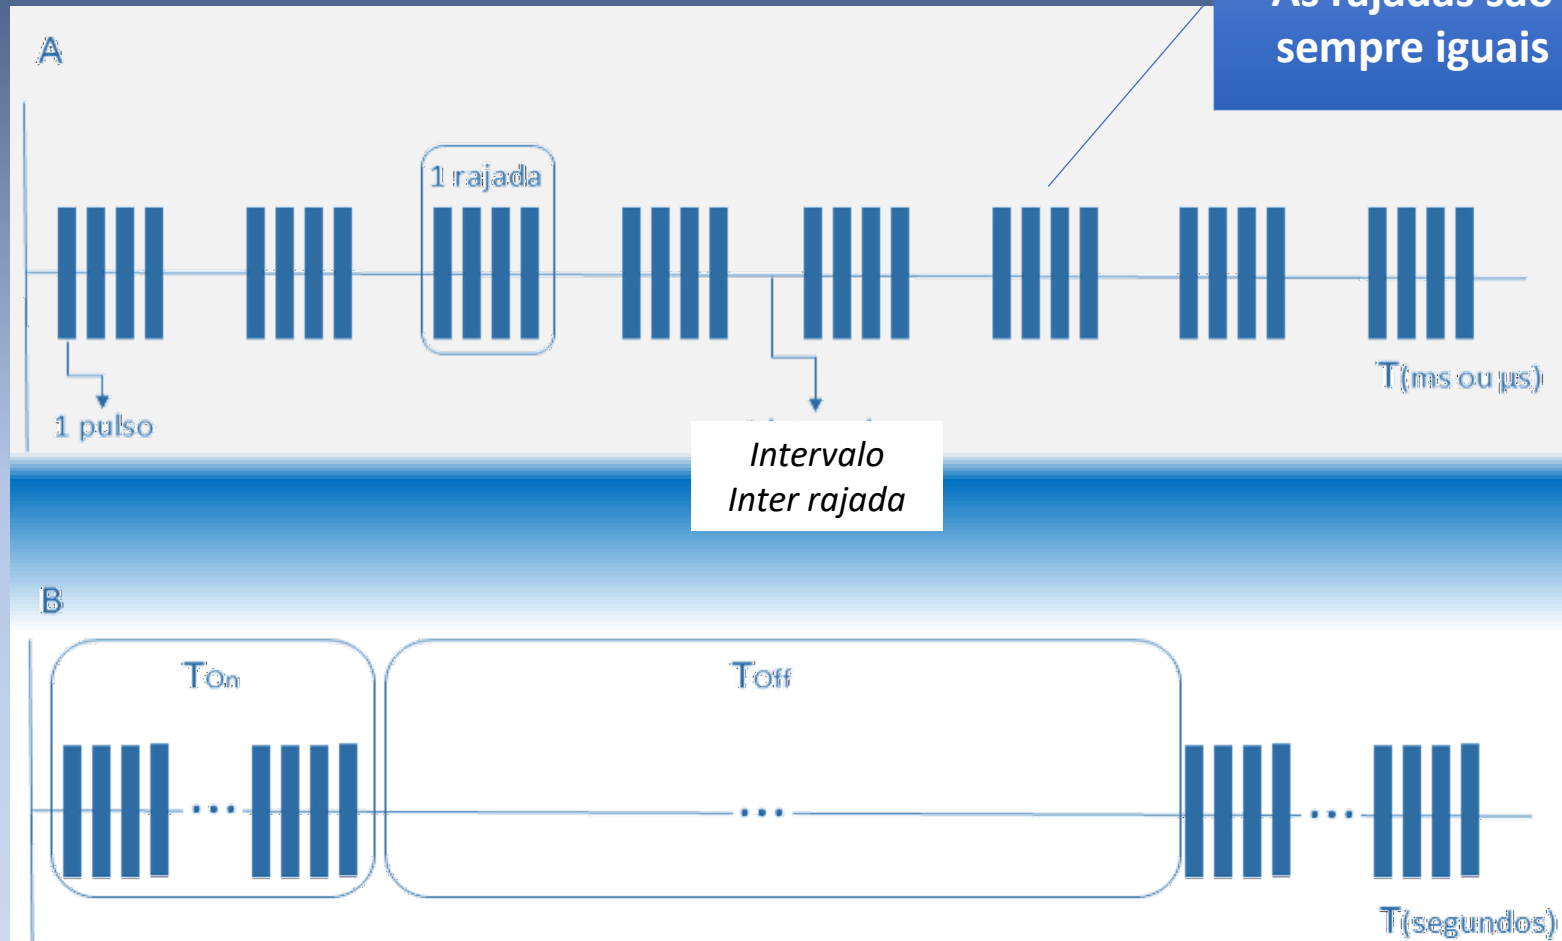 As rajadas são
sempre iguais
A
1 rajada
T(ms ou µs)
1 pulso
Intervalo
Inter rajada
B
TOn
TOff
...
...
...
T(segundos)